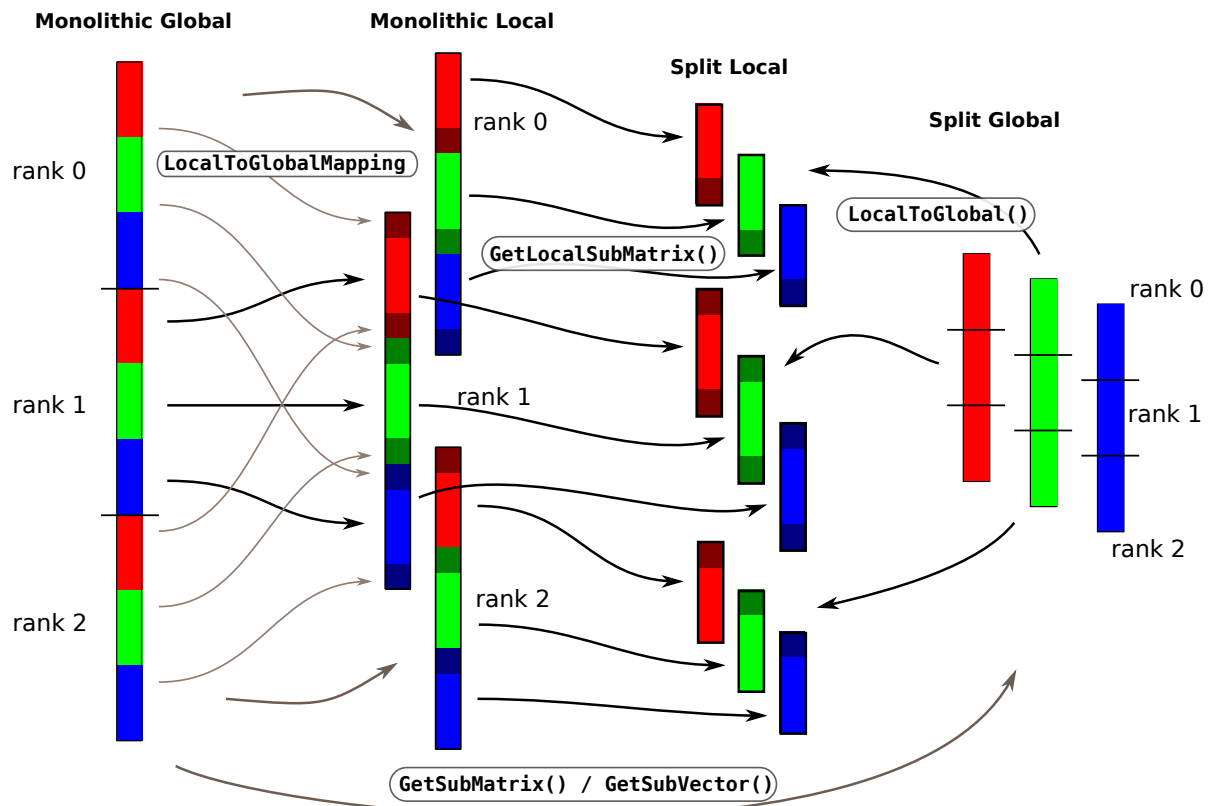 Monolithic Global
Monolithic Local
Split Local
Split Global
rank 0
LocalToGlobalMapping
rank 0
LocalToGlobal()
GetLocalSubMatrix()
rank 0
rank 1
rank 1
rank 1
rank 2
rank 2
rank 2
GetSubMatrix() / GetSubVector()